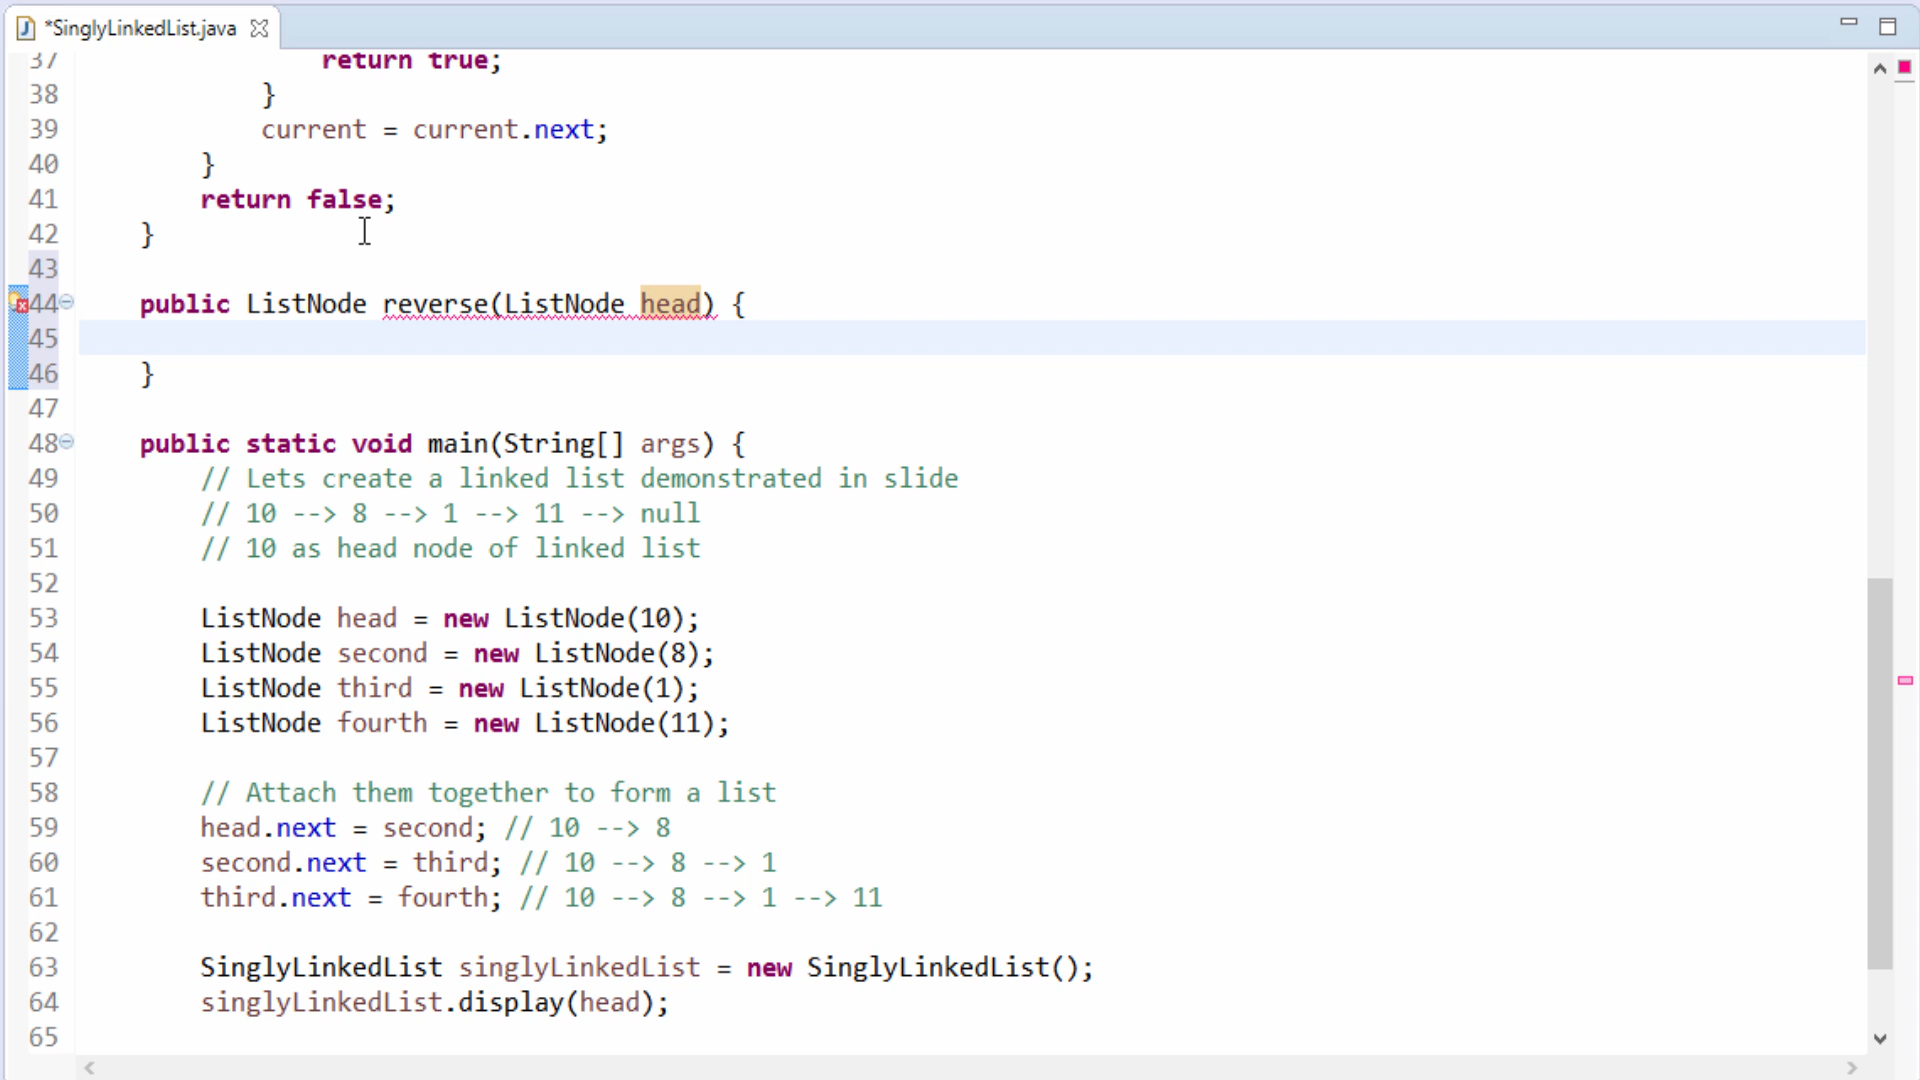 *SinglyLinkedList.java
37                 return true;
38             }
39             current = current.next;
40         }
41         return false;
42     }
43
44     public ListNode reverse(ListNode head) {
45
46     }
47
48     public static void main(String[] args) {
49         // Lets create a linked list demonstrated in slide
50         // 10 --> 8 --> 1 --> 11 --> null
51         // 10 as head node of linked list
52
53         ListNode head = new ListNode(10);
54         ListNode second = new ListNode(8);
55         ListNode third = new ListNode(1);
56         ListNode fourth = new ListNode(11);
57
58         // Attach them together to form a list
59         head.next = second; // 10 --> 8
60         second.next = third; // 10 --> 8 --> 1
61         third.next = fourth; // 10 --> 8 --> 1 --> 11
62
63         SinglyLinkedList singlyLinkedList = new SinglyLinkedList();
64         singlyLinkedList.display(head);
65